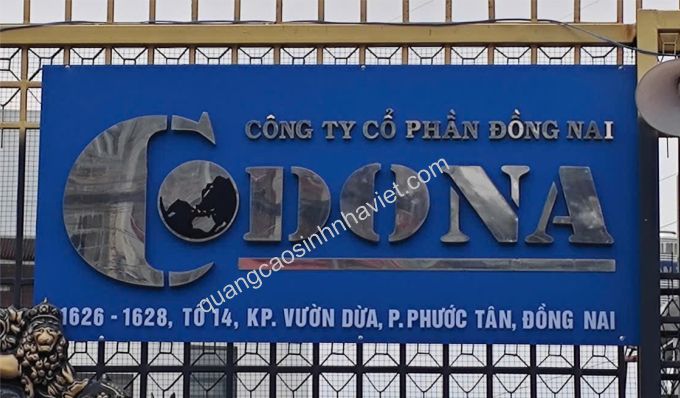 CÔNG TY CỔ PHẦN ĐỒNG NAI
CODONA
1626 - 1628, TỔ 14, KP. VƯỜN DỪA, P. PHƯỚC TÂN, ĐỒNG NAI
quangcaosinhnhaviet.com